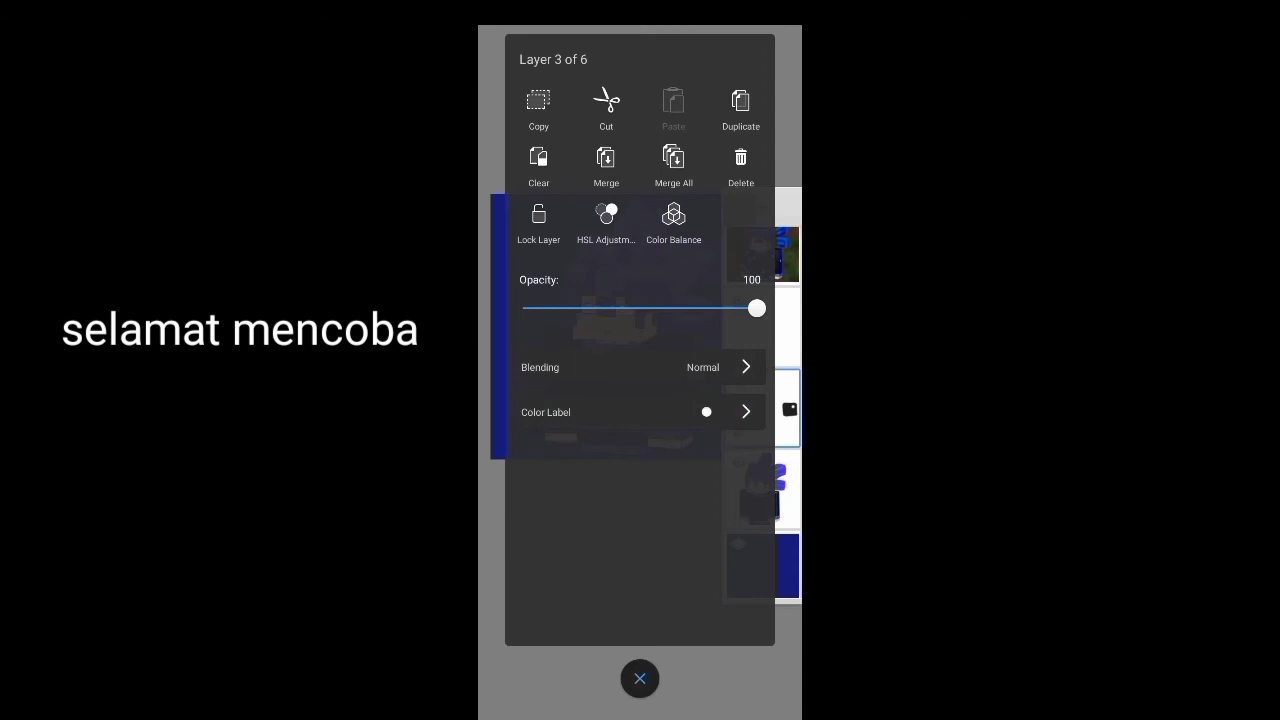 Layer 3 of 6
Copy Cut Paste Duplicate
Clear Merge Merge All Delete
Lock Layer HSL Adjustm... Color Balance
Opacity: 100
selamat mencoba
Blending Normal
Color Label